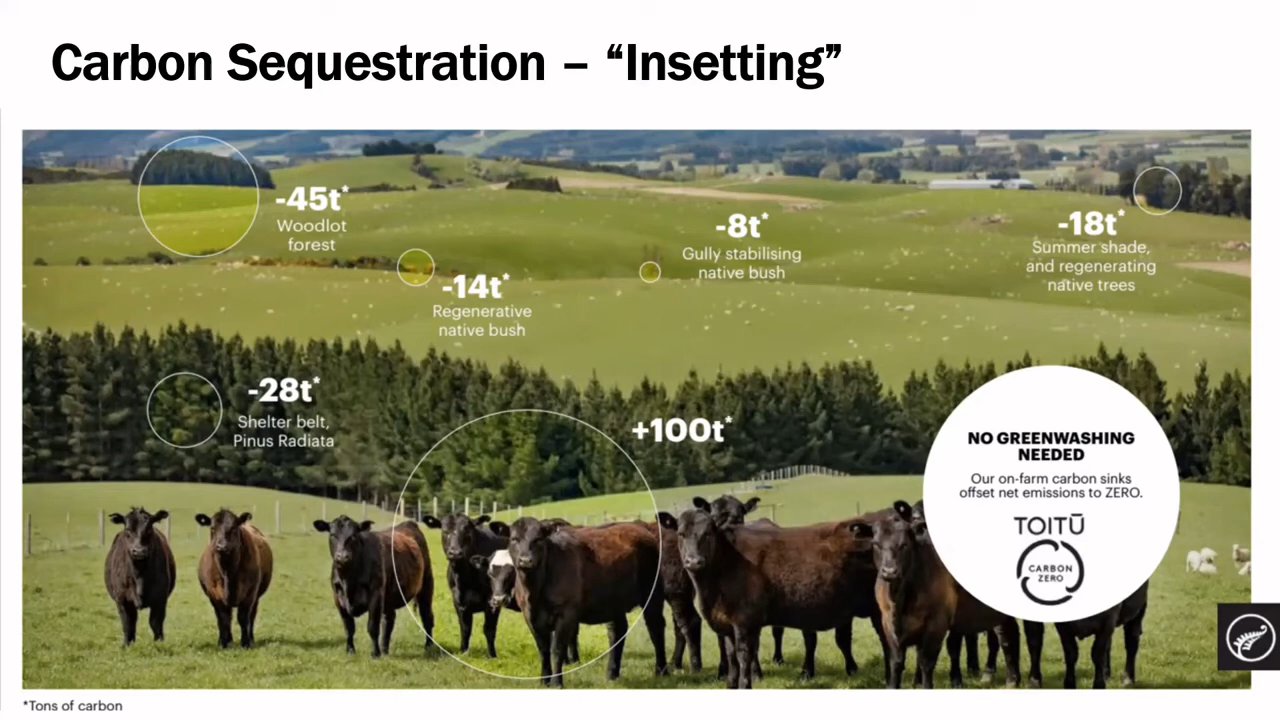 Carbon Sequestration – “Insetting”
-45t*
Woodlot
forest
-14t*
Regenerative
native bush
-8t*
Gully stabilising
native bush
-18t*
Summer shade,
and regenerating
native trees
-28t*
Shelter belt,
Pinus Radiata
+100t*
NO GREENWASHING
NEEDED
Our on-farm carbon sinks
offset net emissions to ZERO.
TOITŪ
CARBON
ZERO
*Tons of carbon